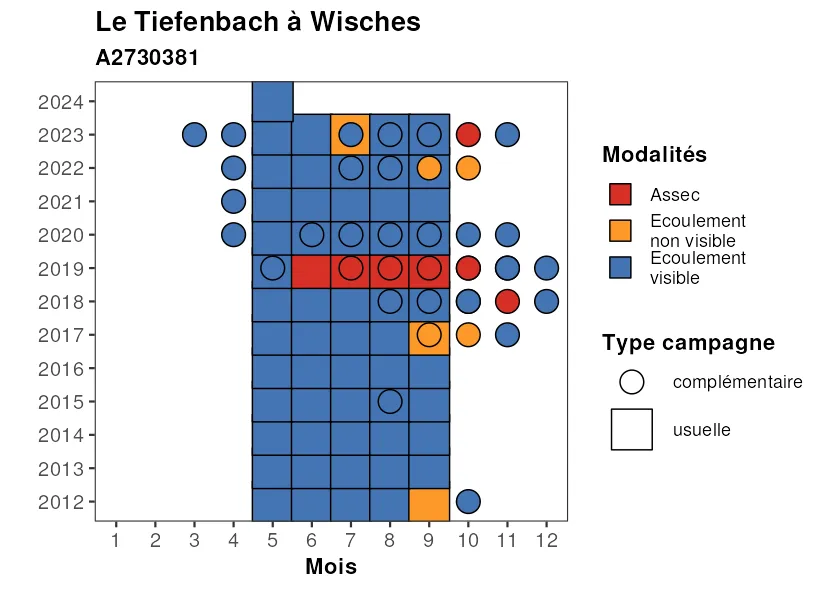 Le Tiefenbach à Wisches
A2730381
2024
2023
2022
2021
2020
2019
2018
2017
2016
2015
2014
2013
2012
1 2 3 4 5 6 7 8 9 10 11 12
Mois
Modalités
Assec
Ecoulement
non visible
Ecoulement
visible
Type campagne
complémentaire
usuelle